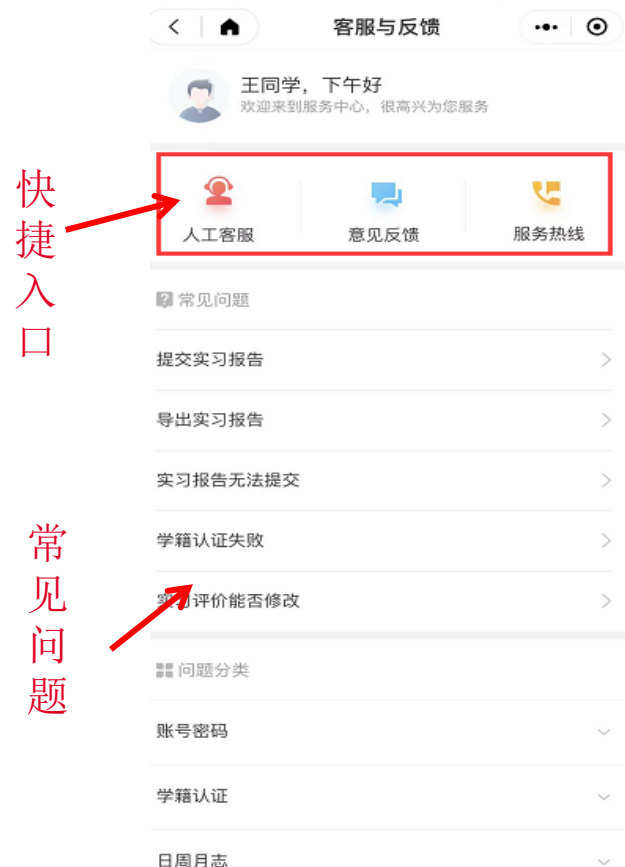 客服与反馈
王同学，下午好
欢迎来到服务中心，很高兴为您服务
快捷入口
人工客服
意见反馈
服务热线
常见问题
提交实习报告
导出实习报告
实习报告无法提交
学籍认证失败
常见问题
实习评价能否修改
问题分类
账号密码
学籍认证
日周月志